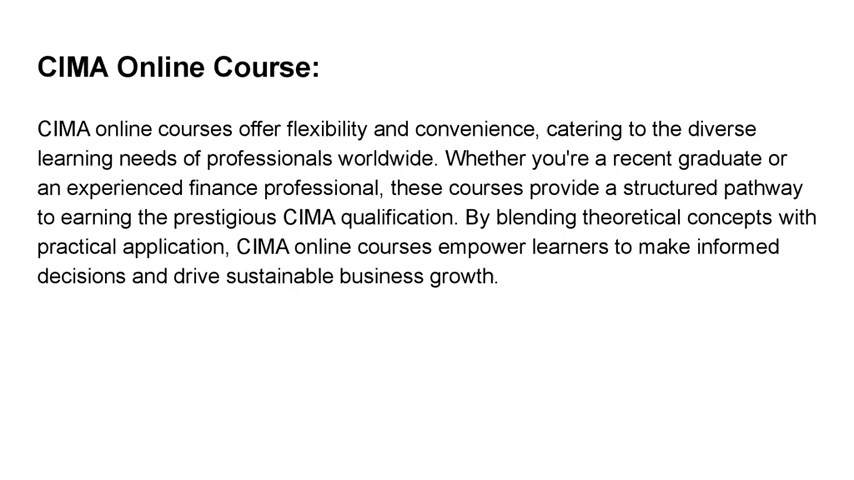 CIMA Online Course:
CIMA online courses offer flexibility and convenience, catering to the diverse
learning needs of professionals worldwide. Whether you're a recent graduate or
an experienced finance professional, these courses provide a structured pathway
to earning the prestigious CIMA qualification. By blending theoretical concepts with
practical application, CIMA online courses empower learners to make informed
decisions and drive sustainable business growth.